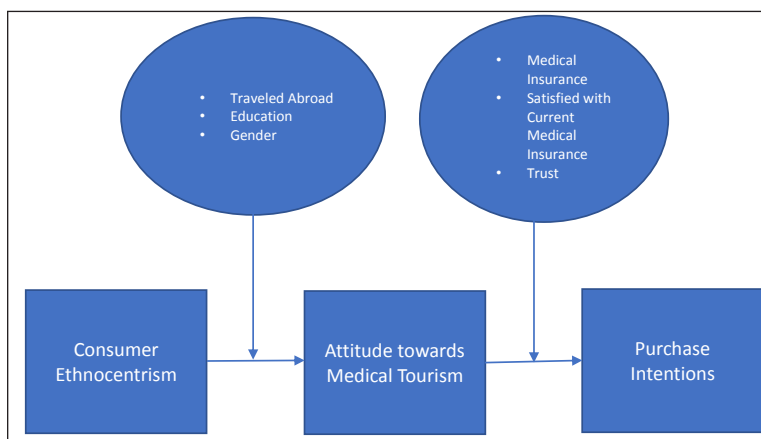 • Traveled Abroad
• Education
• Gender
• Medical
Insurance
• Satisfied with
Current
Medical
Insurance
• Trust
Consumer
Ethnocentrism
Attitude towards
Medical Tourism
Purchase
Intentions